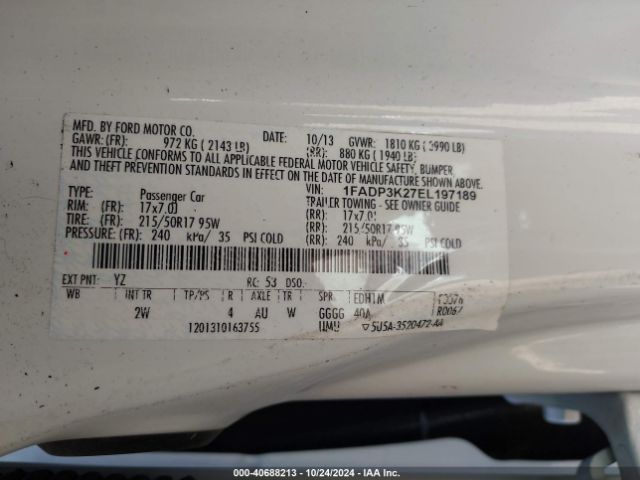 MFD. BY FORD MOTOR CO.
DATE: 10/13 GVWR: 1810 KG (3990 LB)
GAWR: (FR): 972 KG (2143 LB) (RR): 880 KG (1940 LB)
THIS VEHICLE CONFORMS TO ALL APPLICABLE FEDERAL MOTOR VEHICLE SAFETY, BUMPER,
AND THEFT PREVENTION STANDARDS IN EFFECT ON THE DATE OF MANUFACTURE SHOWN ABOVE.
VIN: 1FADP3K27EL197189
TYPE: Passenger Car TRAILER TOWING - SEE OWNER GUIDE
RIM: (FR): 17x7.0J (RR): 17x7.0J
TIRE: (FR): 215/50R17 95W (RR): 215/50R17 95W
PRESSURE: (FR) 240 kPa/ 35 PSI COLD (RR): 240 kPa/ 35 PSI COLD
EXT PNT: YZ RC: 53 DSO:
WB INT TR TP/PS R AXLE TR SPR EDHTM F3376
2W 4 AU W GGGG 40A R0067
1201310163755 UMU ▽5U5A-3520472-AA
000-40688213 - 10/24/2024 - IAA Inc.